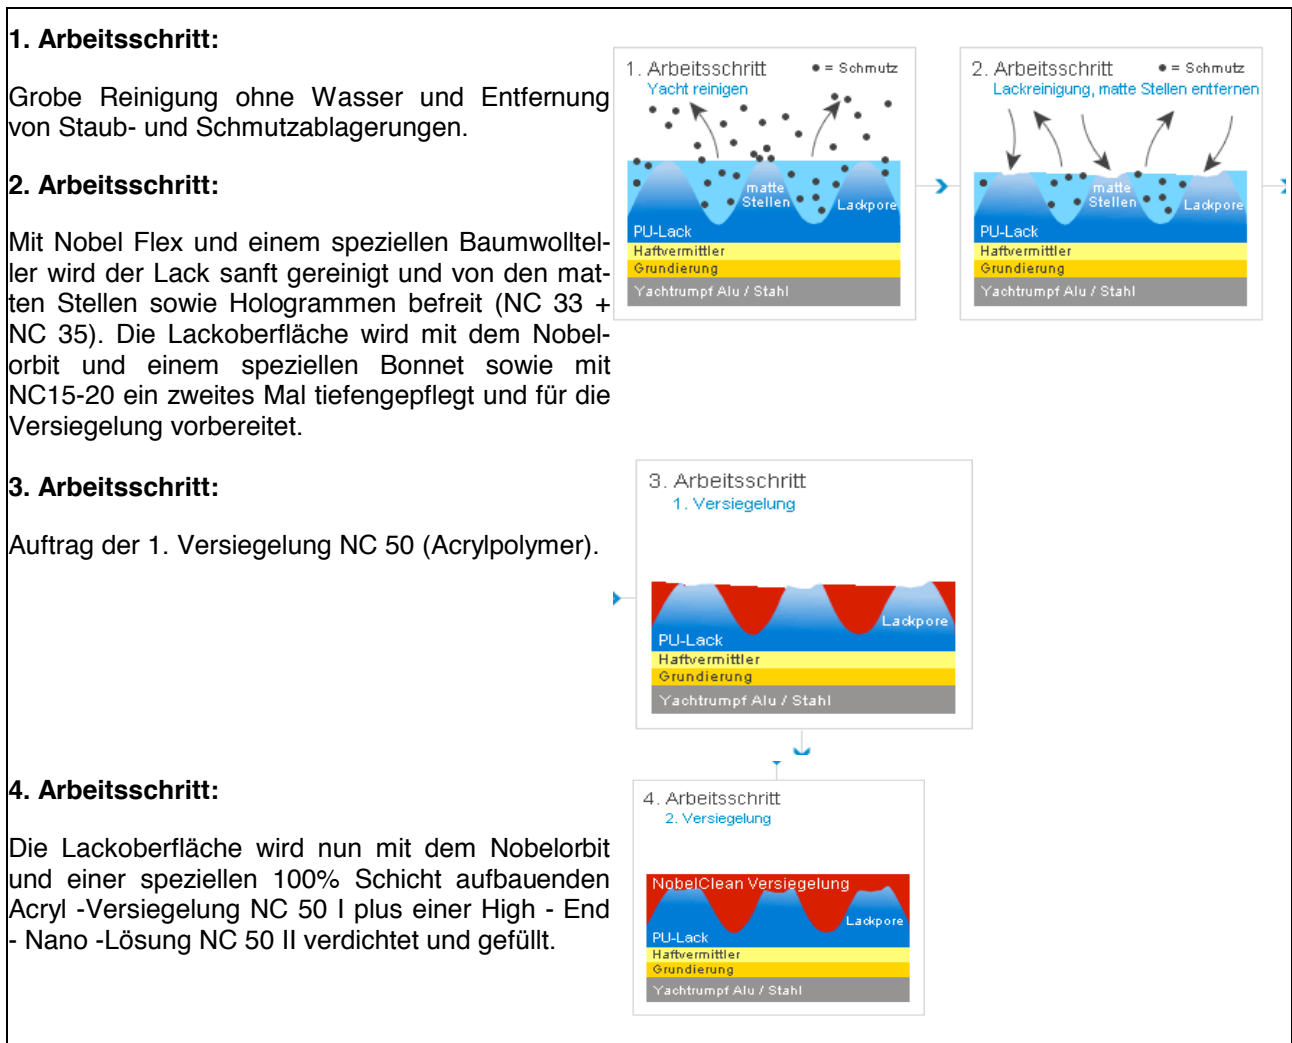 1. Arbeitsschritt:
Grobe Reinigung ohne Wasser und Entfernung
von Staub- und Schmutzablagerungen.
2. Arbeitsschritt:
Mit Nobel Flex und einem speziellen Baumwolltel-
ler wird der Lack sanft gereinigt und von den mat-
ten Stellen sowie Hologrammen befreit (NC 33 +
NC 35). Die Lackoberfläche wird mit dem Nobel-
orbit und einem speziellen Bonnet sowie mit
NC15-20 ein zweites Mal tiefengepflegt und für die
Versiegelung vorbereitet.
1. Arbeitsschritt
• = Schmutz
Yacht reinigen
matte
Stellen
Lackpore
PU-Lack
Haftvermittler
Grundierung
Yachtrumpf Alu / Stahl
2. Arbeitsschritt
• = Schmutz
Lackreinigung, matte Stellen entfernen
matte
Stellen
Lackpore
PU-Lack
Haftvermittler
Grundierung
Yachtrumpf Alu / Stahl
3. Arbeitsschritt:
Auftrag der 1. Versiegelung NC 50 (Acrylpolymer).
3. Arbeitsschritt
1. Versiegelung
Lackpore
PU-Lack
Haftvermittler
Grundierung
Yachtrumpf Alu / Stahl
4. Arbeitsschritt:
Die Lackoberfläche wird nun mit dem Nobelorbit
und einer speziellen 100% Schicht aufbauenden
Acryl -Versiegelung NC 50 I plus einer High - End
- Nano -Lösung NC 50 II verdichtet und gefüllt.
4. Arbeitsschritt
2. Versiegelung
NobelClean Versiegelung
Lackpore
PU-Lack
Haftvermittler
Grundierung
Yachtrumpf Alu / Stahl